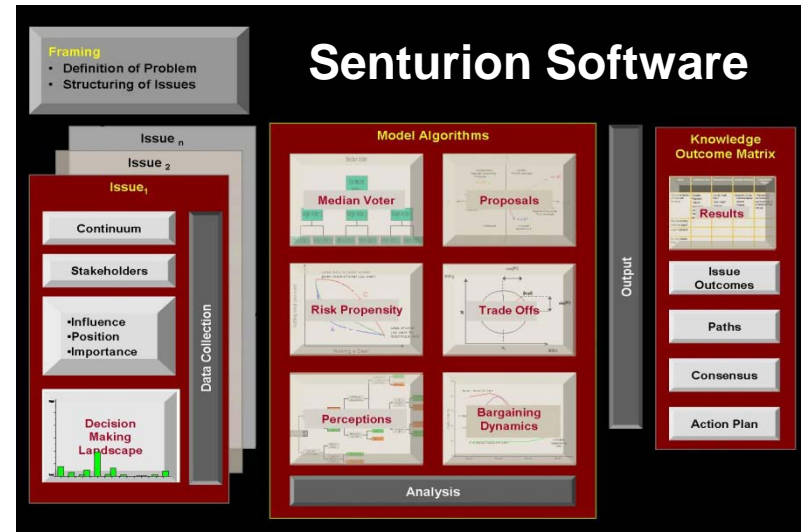 Senturion Software
Framing
• Definition of Problem
• Structuring of Issues
Issue n
Issue 2
Issue1
Continuum
Stakeholders
•Influence
•Position
•Importance
Decision
Making
Landscape
Data Collection
Model Algorithms
Median Voter
Proposals
Risk Propensity
Trade Offs
Perceptions
Bargaining
Dynamics
Analysis
Output
Knowledge
Outcome Matrix
Results
Issue
Outcomes
Paths
Consensus
Action Plan